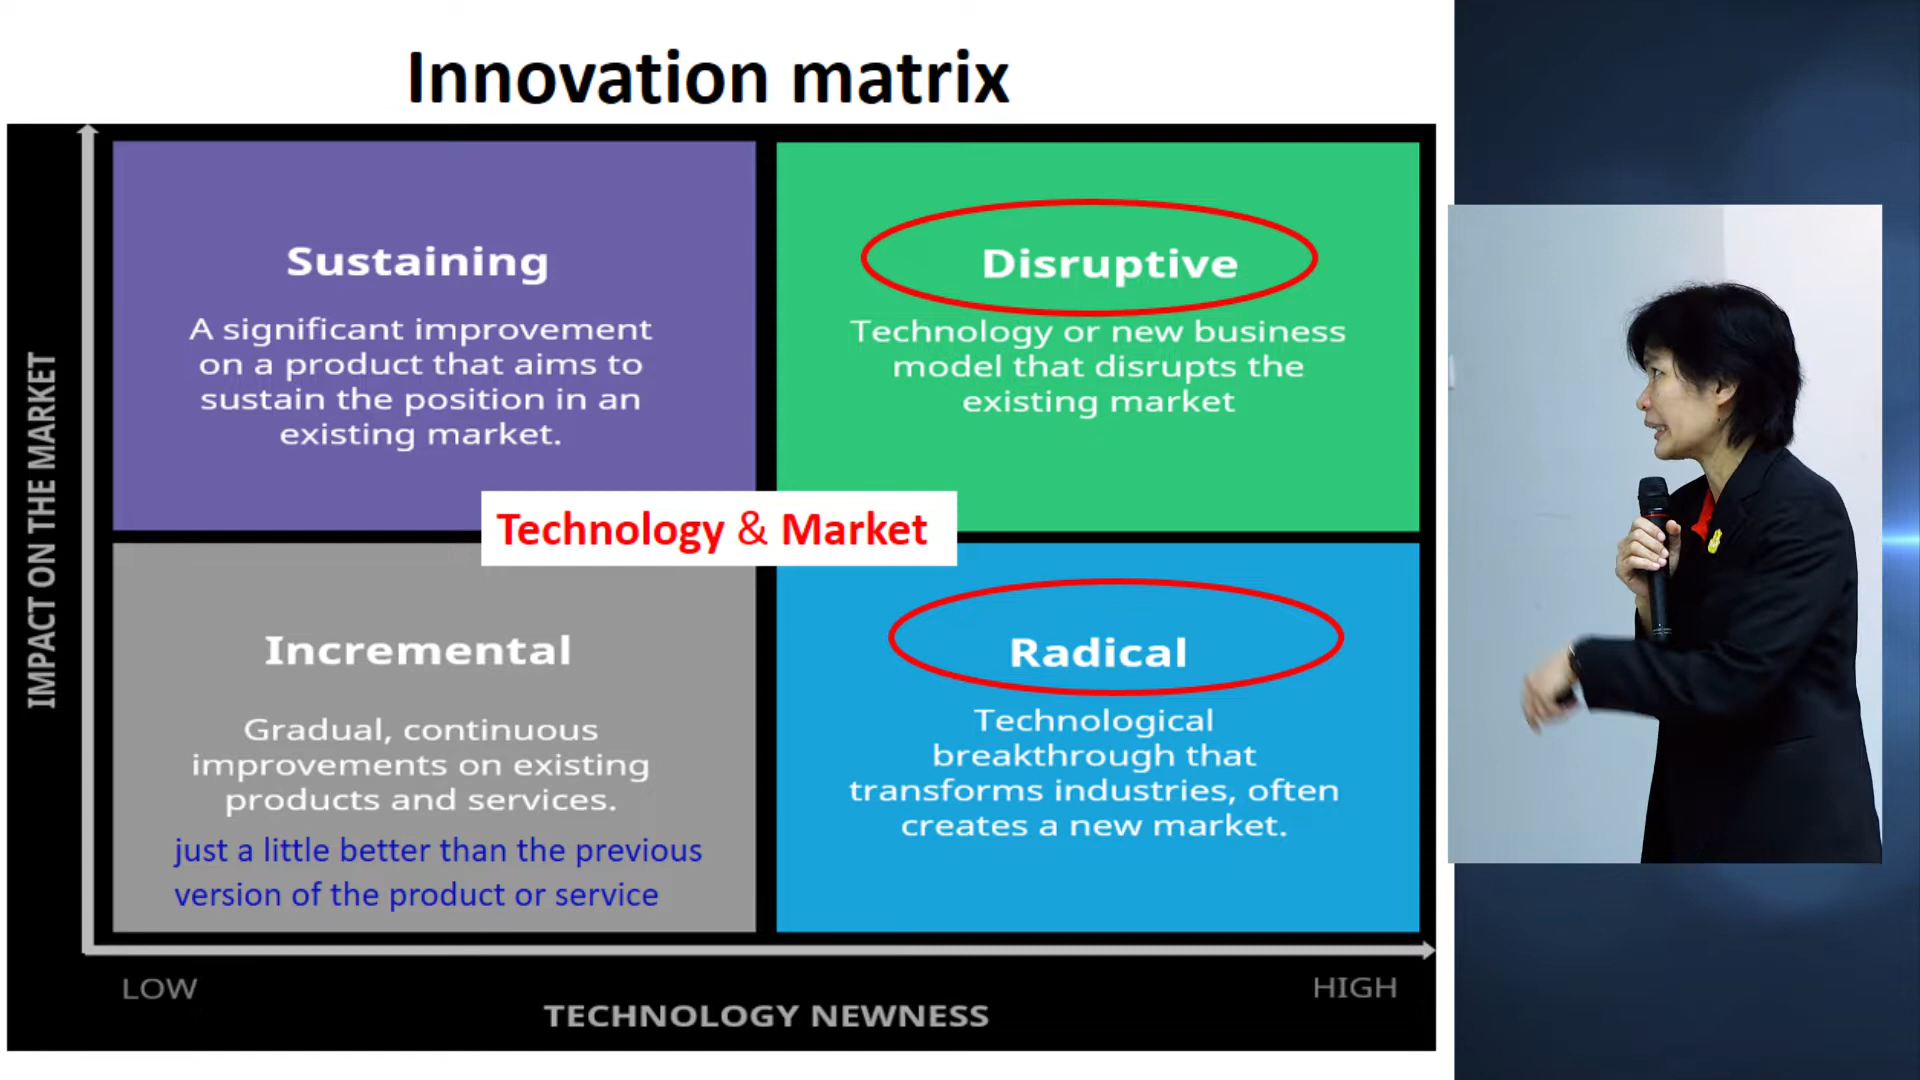 Innovation matrix
IMPACT ON THE MARKET
Sustaining
A significant improvement
on a product that aims to
sustain the position in an
existing market.
Disruptive
Technology or new business
model that disrupts the
existing market
Technology & Market
Incremental
Gradual, continuous
improvements on existing
products and services.
just a little better than the previous
version of the product or service
Radical
Technological
breakthrough that
transforms industries, often
creates a new market.
LOW
HIGH
TECHNOLOGY NEWNESS